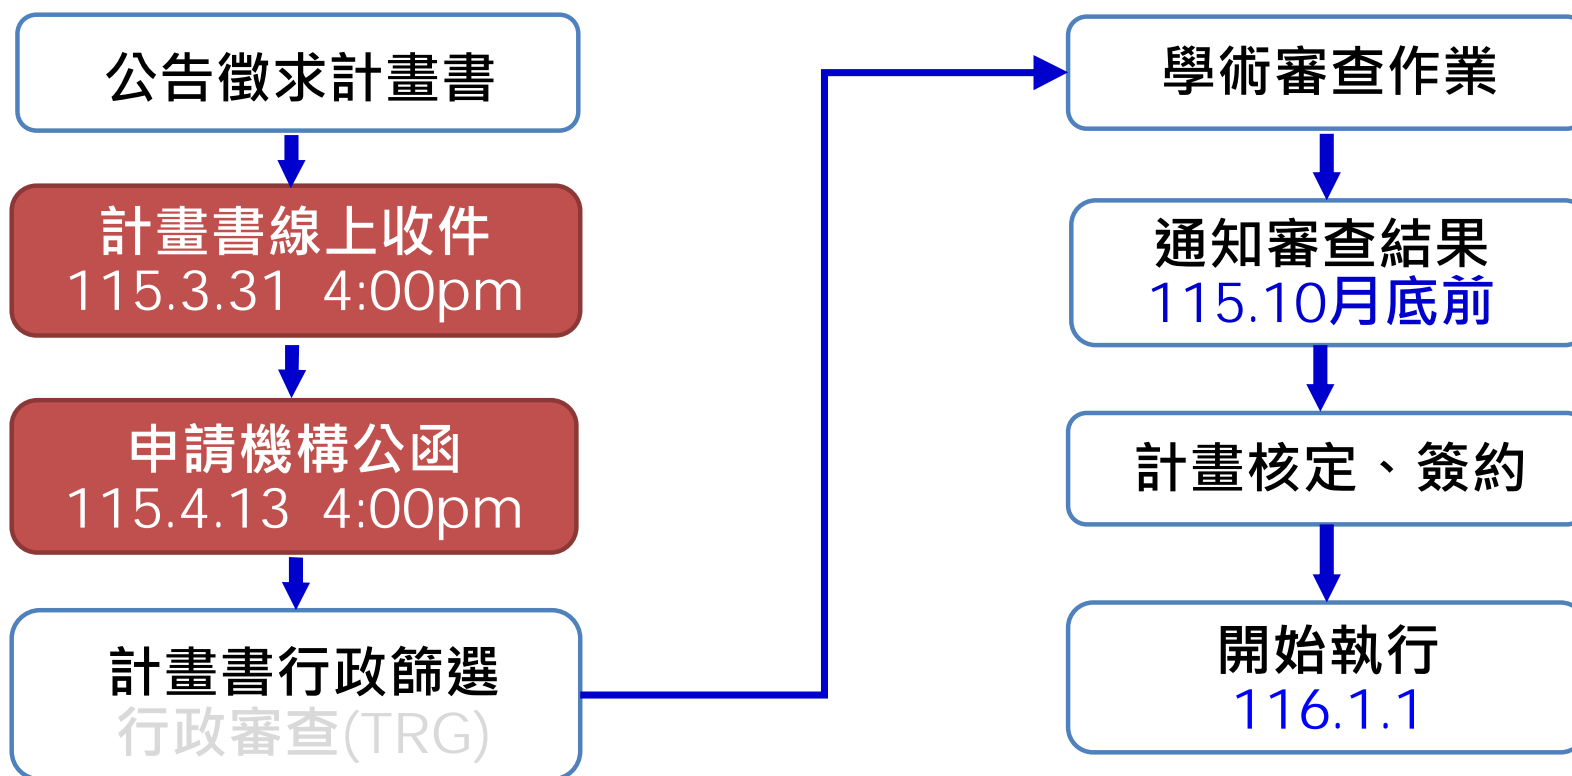 公告徵求計畫書
計畫書線上收件
115.3.31 4:00pm
申請機構公函
115.4.13 4:00pm
計畫書行政篩選
行政審查(TRG)
學術審查作業
通知審查結果
115.10月底前
計畫核定、簽約
開始執行
116.1.1